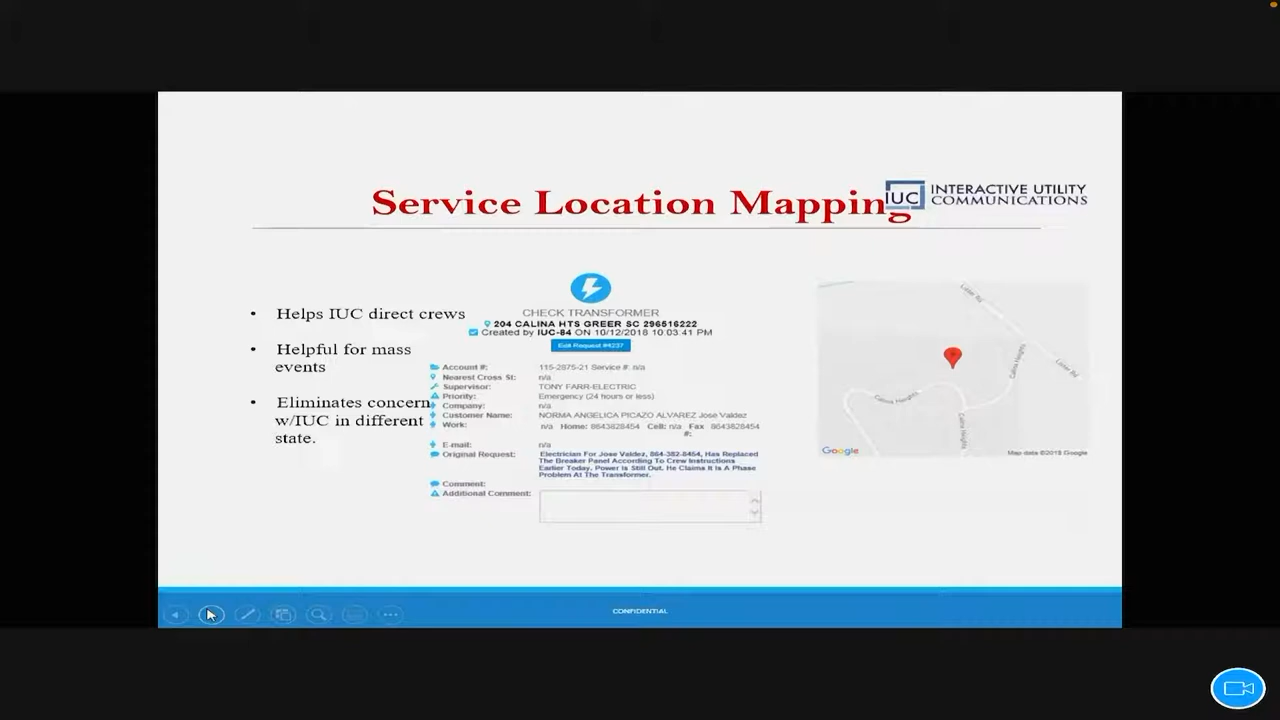 Service Location Mapping
IUC
INTERACTIVE UTILITY
COMMUNICATIONS
• Helps IUC direct crews
• Helpful for mass
events
• Eliminates concern
w/IUC in different
state.
CHECK TRANSFORMER
204 CALINA HTS GREER SC 296516222
Created by IUC-84 ON 10/12/2018 10:03:41 PM
Edit Request #4237
Account #: 115-2875-21 Service #: n/a
Nearest Cross St: n/a
Supervisor: TONY FARR-ELECTRIC
Priority: Emergency (24 hours or less)
Company: n/a
Customer Name: NORMA ANGELICA PICAZO ALVAREZ Jose Valdez
Work: n/a Home: 8643828454 Cell: n/a Fax 8643828454
#:
E-mail: n/a
Original Request: Electrician For Jose Valdez, 864-382-8454, Has Replaced
The Breaker Panel According To Crew Instructions
Earlier Today. Power Is Still Out. He Claims It Is A Phase
Problem At The Transformer.
Comment:
Additional Comment:
Calina Heights
Calina Heights
Calina Heights
Google
Map data ©2018 Google
CONFIDENTIAL